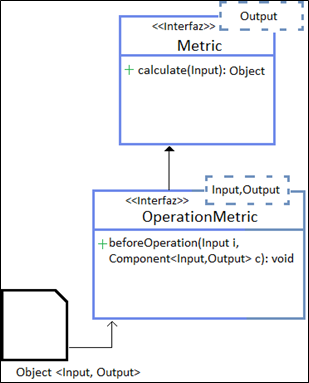 Output
<<Interfaz>>
Metric
+ calculate(Input): Object
Input,Output
<<Interfaz>>
OperationMetric
+ beforeOperation(Input i,
Component<Input,Output> c): void
Object <Input, Output>